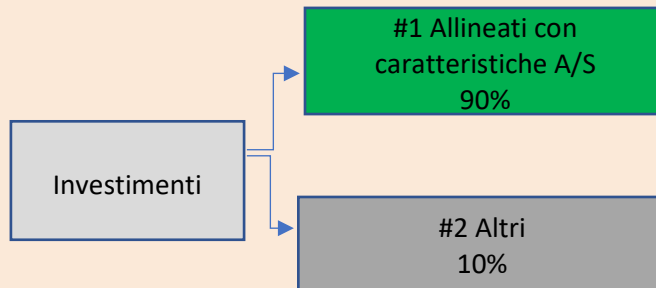 #1 Allineati con
caratteristiche A/S
90%
Investimenti
#2 Altri
10%